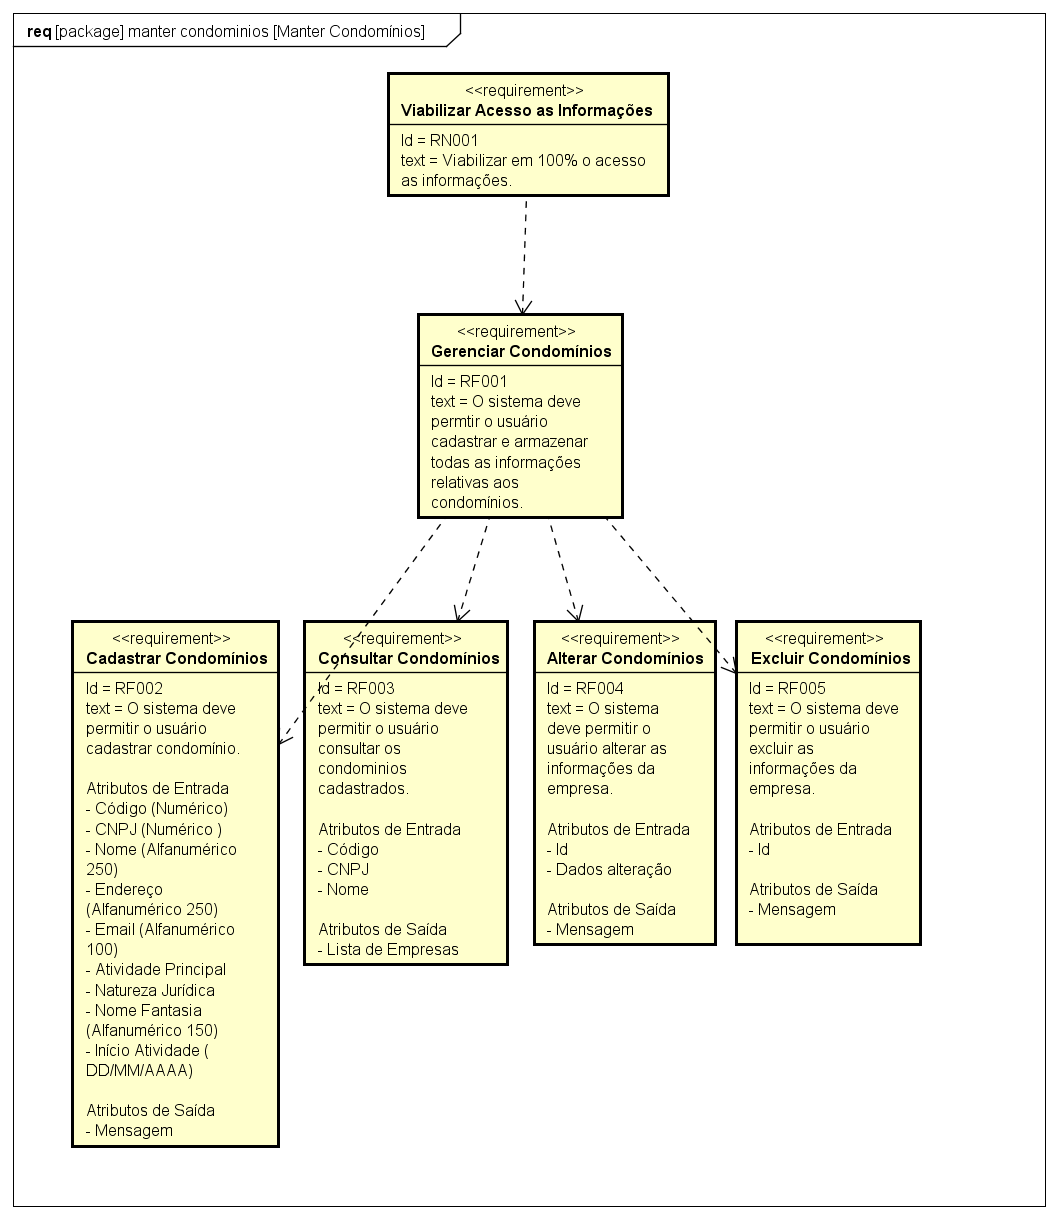 req [package] manter condominios [Manter Condomínios]
<<requirement>>
Viabilizar Acesso as Informações
Id = RN001
text = Viabilizar em 100% o acesso
as informações.
<<requirement>>
Gerenciar Condomínios
Id = RF001
text = O sistema deve
permtir o usuário
cadastrar e armazenar
todas as informações
relativas aos
condomínios.
<<requirement>>
Cadastrar Condomínios
Id = RF002
text = O sistema deve
permitir o usuário
cadastrar condomínio.
Atributos de Entrada
- Código (Numérico)
- CNPJ (Numérico )
- Nome (Alfanumérico
250)
- Endereço
(Alfanumérico 250)
- Email (Alfanumérico
100)
- Atividade Principal
- Natureza Jurídica
- Nome Fantasia
(Alfanumérico 150)
- Início Atividade (
DD/MM/AAAA)
Atributos de Saída
- Mensagem
<<requirement>>
Consultar Condomínios
Id = RF003
text = O sistema deve
permitir o usuário
consultar os
condominios
cadastrados.
Atributos de Entrada
- Código
- CNPJ
- Nome
Atributos de Saída
- Lista de Empresas
<<requirement>>
Alterar Condomínios
Id = RF004
text = O sistema
deve permitir o
usuário alterar as
informações da
empresa.
Atributos de Entrada
- Id
- Dados alteração
Atributos de Saída
- Mensagem
<<requirement>>
Excluir Condomínios
Id = RF005
text = O sistema deve
permitir o usuário
excluir as
informações da
empresa.
Atributos de Entrada
- Id
Atributos de Saída
- Mensagem